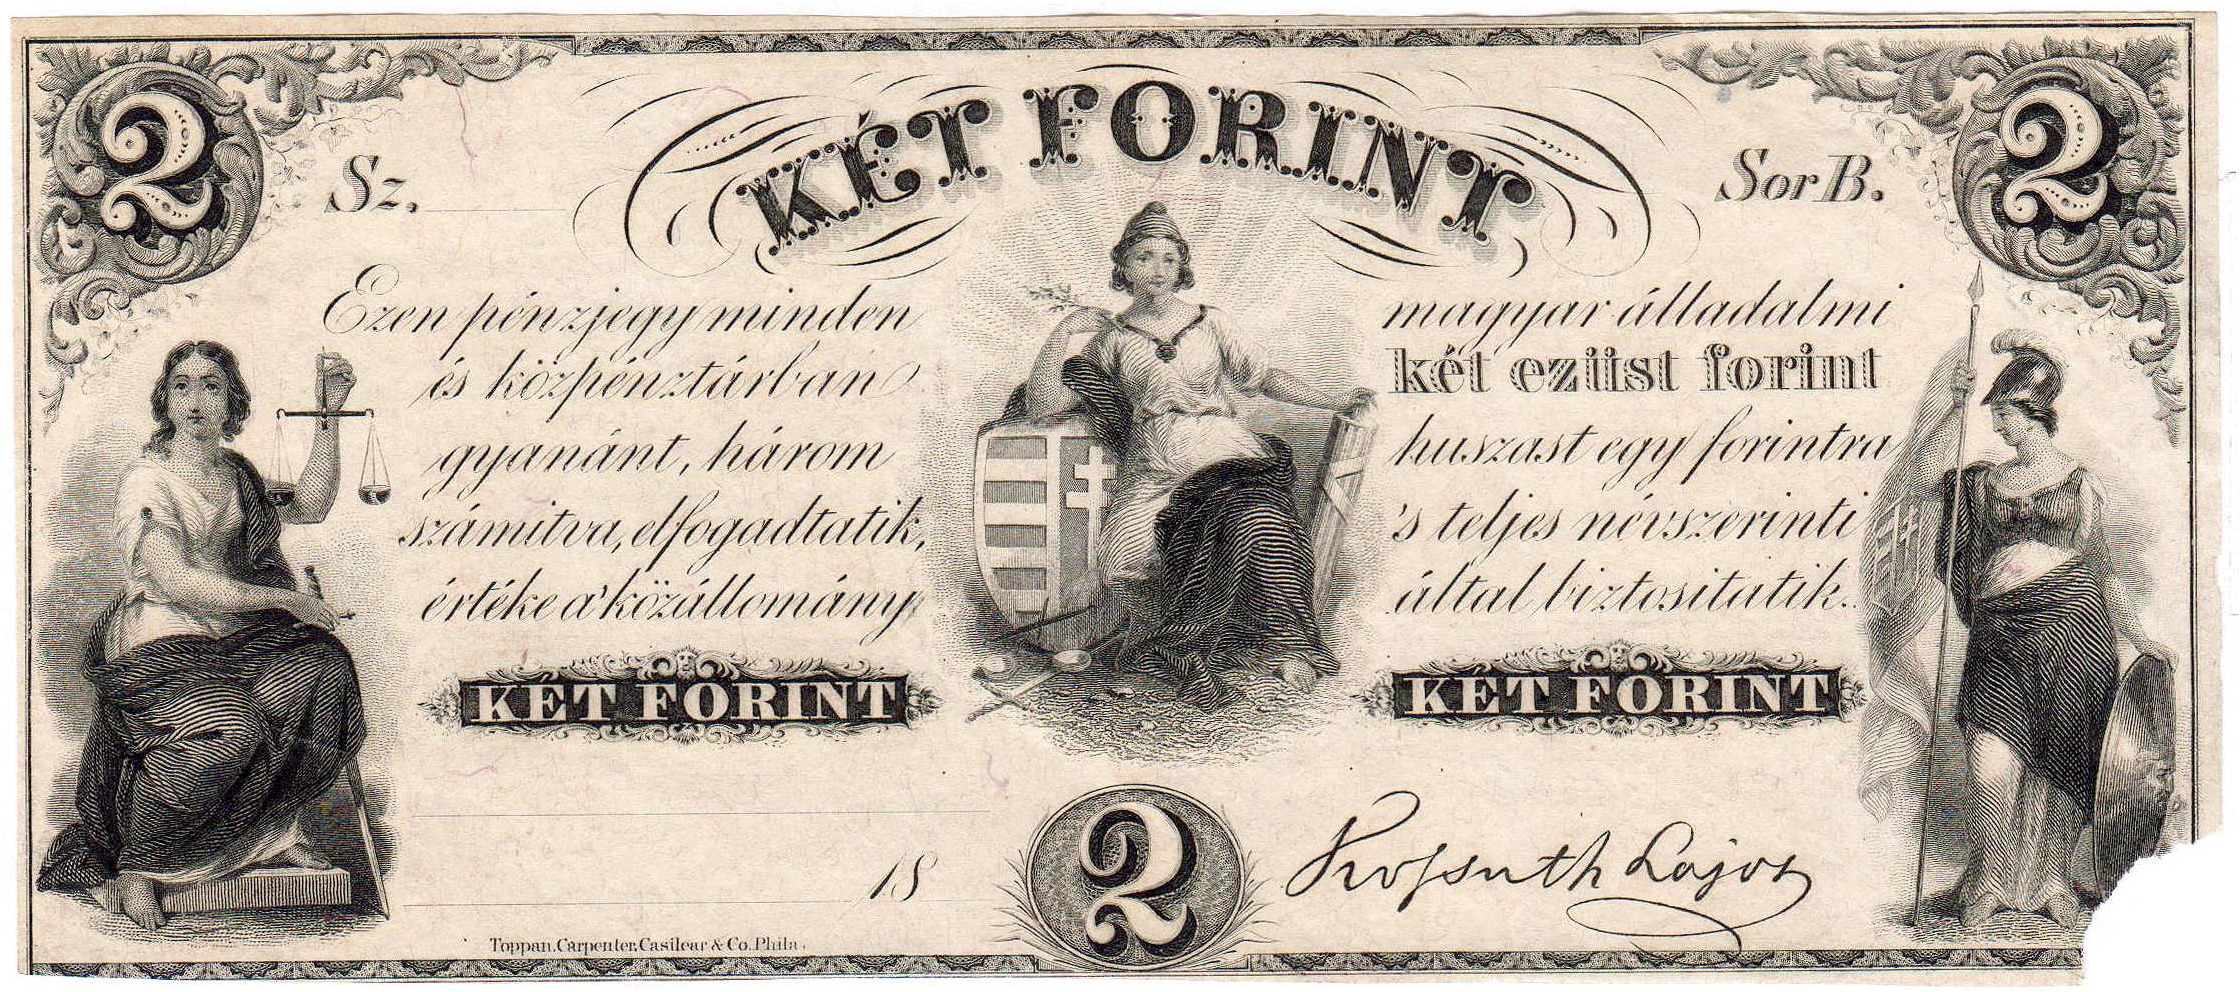 2 2
KÉT FORINT
Sz. Sor B.
Ezen pénzjegy minden magyar álladalmi
és közpénztárban két ezüst forint
gyanánt, három huszast egy forintra
számitva, elfogadtatik, 's teljes névszerinti
értéke a' közállomány által biztositatik.
KÉT FORINT KÉT FORINT
18 2 Kossuth Lajos
Toppan, Carpenter, Casilear & Co. Phila.